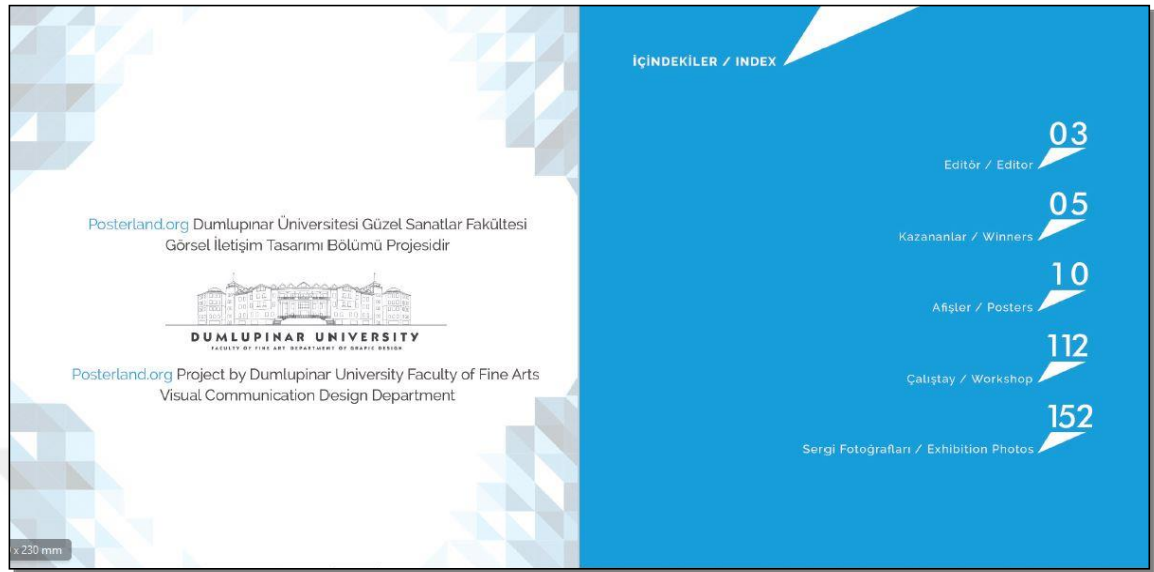 Posterland.org Dumlupınar Üniversitesi Güzel Sanatlar Fakültesi
Görsel İletişim Tasarımı Bölümü Projesidir
DUMLUPINAR UNIVERSITY
FACULTY OF FINE ART DEPARTMENT OF GRAFIC DESIGN
Posterland.org Project by Dumlupinar University Faculty of Fine Arts
Visual Communication Design Department
x 230 mm
İÇİNDEKİLER / INDEX
03
Editör / Editor
05
Kazananlar / Winners
10
Afişler / Posters
112
Çalıştay / Workshop
152
Sergi Fotoğrafları / Exhibition Photos